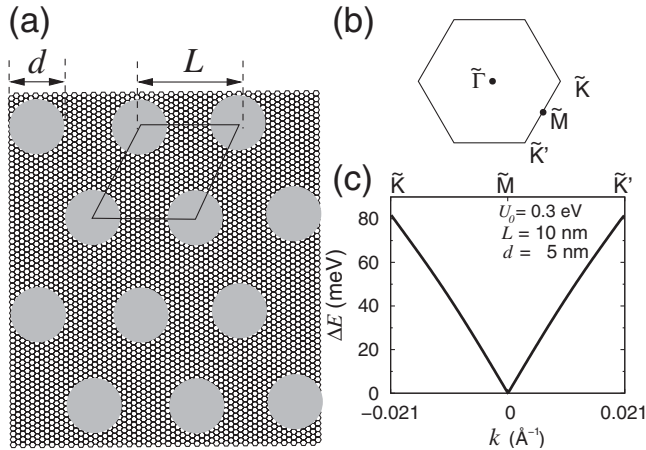 (a)
d
L
(b)
Γ̃
K̃
M̃
K̃'
(c)
K̃ M̃ K̃'
U₀ = 0.3 eV
L = 10 nm
d = 5 nm
80
60
40
20
0
ΔE (meV)
−0.021 0 0.021
k (Å⁻¹)